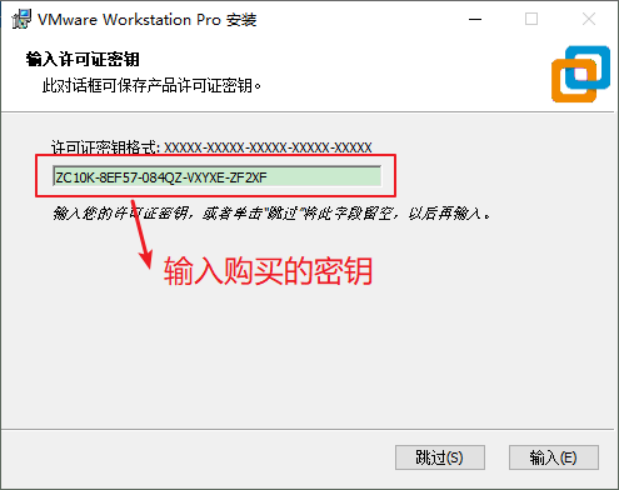 VMware Workstation Pro 安装
输入许可证密钥
此对话框可保存产品许可证密钥。
许可证密钥格式: XXXXX-XXXXX-XXXXX-XXXXX-XXXXX
ZC10K-8EF57-084QZ-VXYXE-ZF2XF
输入您的许可证密钥，或者单击“跳过”将此字段留空，以后再输入。
输入购买的密钥
跳过(S) 输入(E)